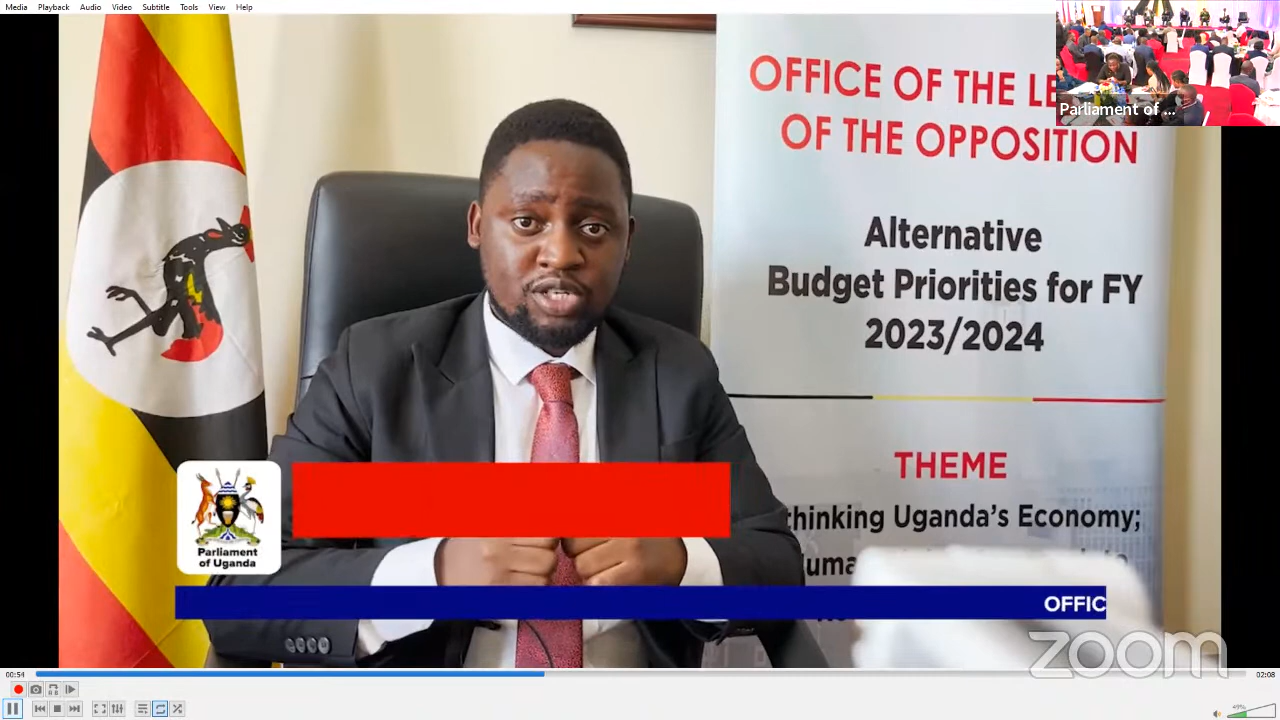 Media Playback Audio Video Subtitle Tools View Help
Parliament of ...
OFFICE OF THE LE
OF THE OPPOSITION
Alternative
Budget Priorities for FY
2023/2024
THEME
thinking Uganda's Economy;
Parliament
of Uganda
OFFIC
zoom
00:54
02:08
49%